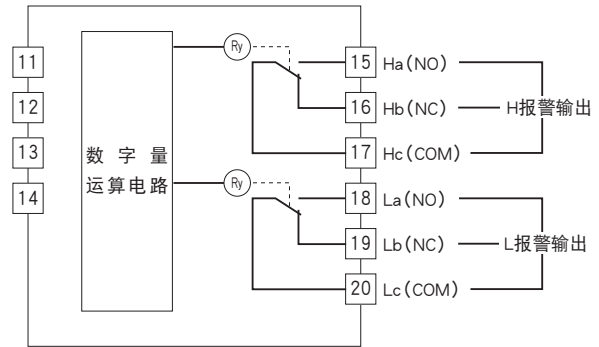 11
12
13
14
数字量
运算电路
Ry
Ry
15 Ha(NO)
16 Hb(NC) H报警输出
17 Hc(COM)
18 La(NO)
19 Lb(NC) L报警输出
20 Lc(COM)